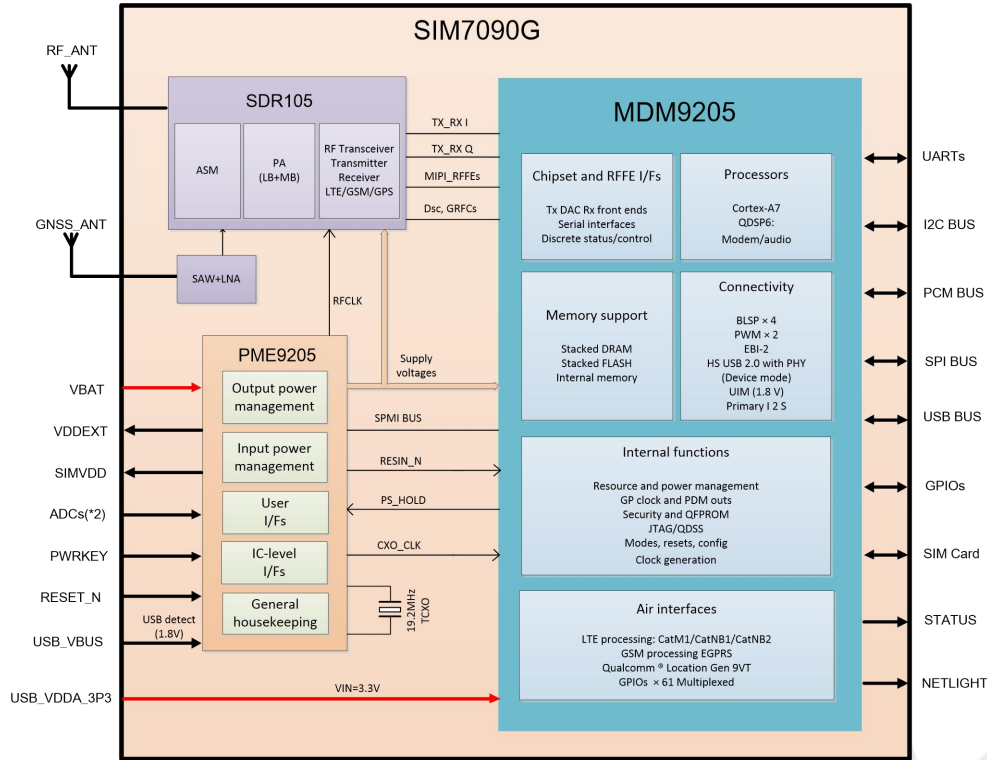 SIM7090G
RF_ANT
SDR105
ASM
PA
(LB+MB)
RF Transceiver
Transmitter
Receiver
LTE/GSM/GPS
TX_RX I
TX_RX Q
MIPI_RFFEs
Dsc, GRFCs
GNSS_ANT
SAW+LNA
RFCLK
MDM9205
Chipset and RFFE I/Fs
Tx DAC Rx front ends
Serial interfaces
Discrete status/control
Processors
Cortex-A7
QDSP6:
Modem/audio
Memory support
Stacked DRAM
Stacked FLASH
Internal memory
Connectivity
BLSP × 4
PWM × 2
EBI-2
HS USB 2.0 with PHY
(Device mode)
UIM (1.8 V)
Primary I 2 S
Internal functions
Resource and power management
GP clock and PDM outs
Security and QFPROM
JTAG/QDSS
Modes, resets, config
Clock generation
Air interfaces
LTE processing: CatM1/CatNB1/CatNB2
GSM processing EGPRS
Qualcomm ® Location Gen 9VT
GPIOs × 61 Multiplexed
PME9205
Output power
management
Input power
management
User
I/Fs
IC-level
I/Fs
General
housekeeping
Supply
voltages
SPMI BUS
RESIN_N
PS_HOLD
CXO_CLK
19.2MHz
TCXO
VBAT
VDDEXT
SIMVDD
ADCs(*2)
PWRKEY
RESET_N
USB detect
(1.8V)
USB_VBUS
USB_VDDA_3P3
VIN=3.3V
UARTs
I2C BUS
PCM BUS
SPI BUS
USB BUS
GPIOs
SIM Card
STATUS
NETLIGHT